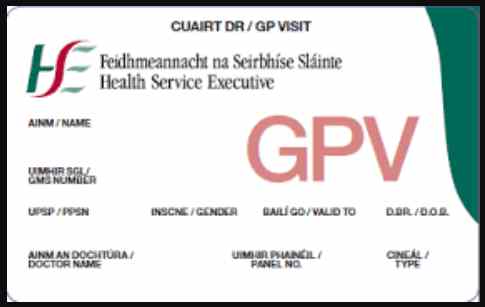 CUAIRT DR / GP VISIT
HSE
Feidhmeannacht na Seirbhíse Sláinte
Health Service Executive
AINM / NAME
GPV
UIMHIR SGL/
GMS NUMBER
UPSP / PPSN INSCNE / GENDER BAILÍ GO / VALID TO D.BR. / D.O.B.
AINM AN DOCHTÚRA / UIMHIR PHAINÉIL / CINEÁL /
DOCTOR NAME PANEL NO. TYPE